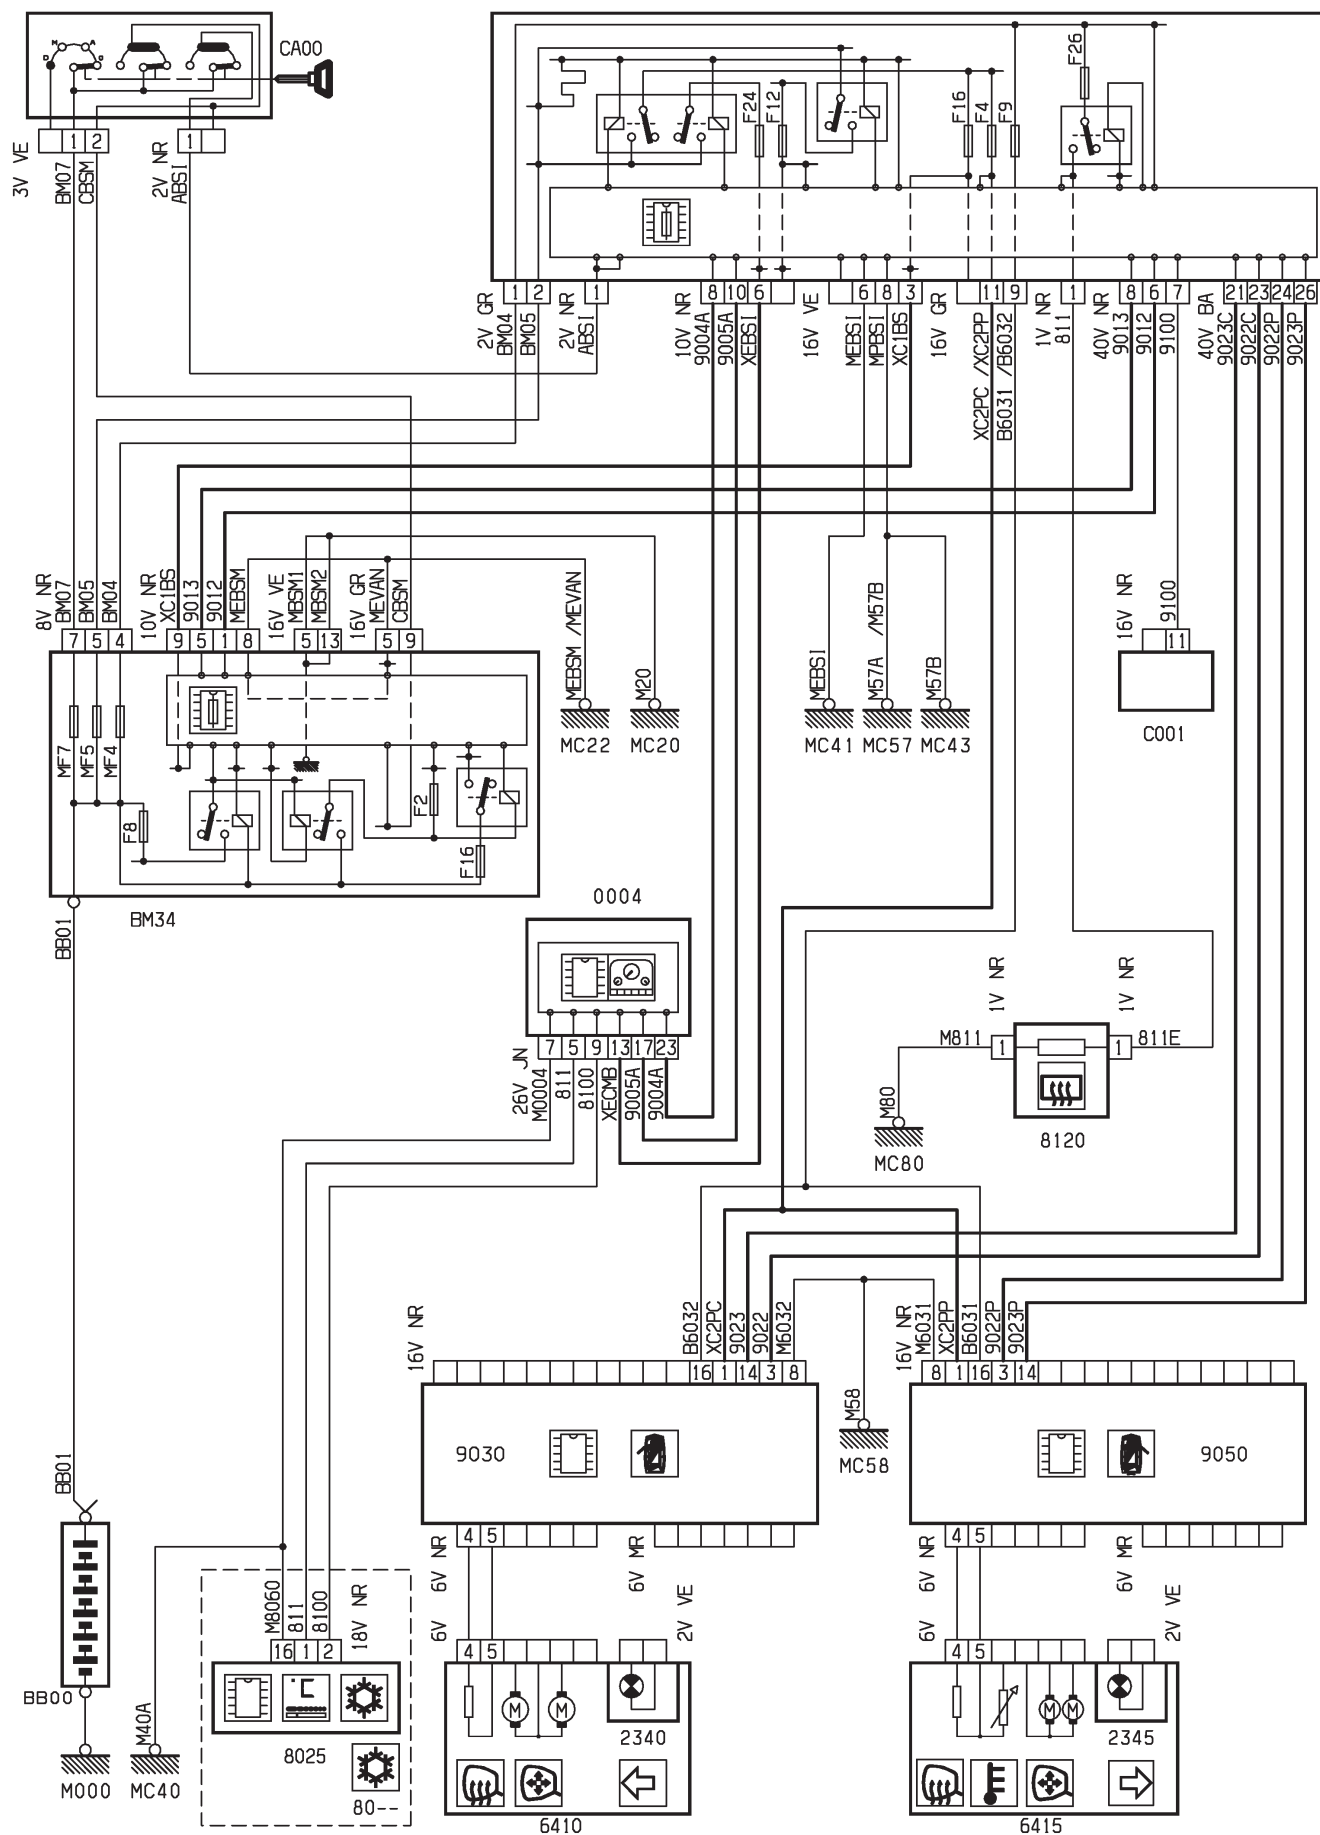 CA00
N
A
D
G
1
2
1
3V VE
BM07
CBSM
2V NR
ABSI
F24
F12
F16
F4
F9
F26
1
2
1
8
10
6
6
8
3
11
9
1
8
6
7
21
23
24
26
2V GR
BM04
BM05
2V NR
ABSI
10V NR
9004A
9005A
XEBSI
16V VE
MEBSI
MPBSI
XC1BS
16V GR
XC2PC /XC2PP
B6031 /B6032
1V NR
811
40V NR
9013
9012
9100
40V BA
9023C
9022C
9022P
9023P
8V NR
BM07
BM05
BM04
10V NR
XC1BS
9013
9012
MEBSM
16V VE
MBSM1
MBSM2
16V GR
MEVAN
CBSM
7
5
4
9
5
1
8
5
13
5
9
MF7
MF5
MF4
F8
F2
F16
BM34
BB01
MEBSM /MEVAN
MC22
M20
MC20
MEBSI
MC41
M57A /M57B
MC57
M57B
MC43
16V NR
9100
11
C001
0004
7
5
9
13
17
23
26V JN
M0004
811
8100
XECMB
9005A
9004A
1V NR
1V NR
M811
1
1
811E
M80
MC80
8120
16V NR
B6032
XC2PC
9023
9022
M6032
16
1
14
3
8
16V NR
M6031
XC2PP
B6031
9022P
9023P
8
1
16
3
14
9030
M58
MC58
9050
BB01
4
5
6V NR
6V NR
6V MR
2V VE
4
5
6V NR
6V NR
6V MR
2V VE
BB00
M000
M40A
MC40
M8060
811
8100
18V NR
16
1
2
°C
8025
80--
4
5
M
M
2340
6410
4
5
M
M
2345
6415